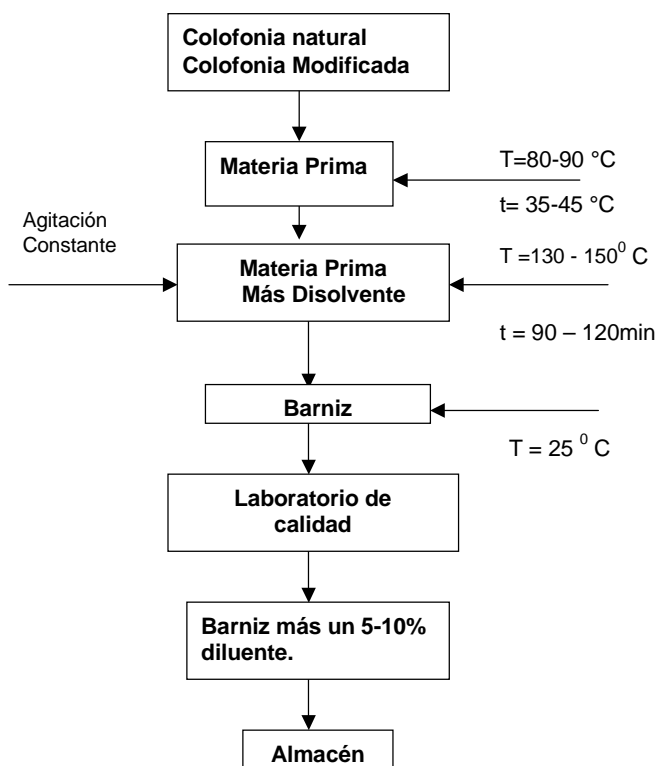 Colofonia natural
Colofonia Modificada
Materia Prima
T=80-90 °C
t= 35-45 °C
Agitación
Constante
Materia Prima
Más Disolvente
T =130 - 150⁰ C
t = 90 – 120min
Barniz
T = 25 ⁰ C
Laboratorio de
calidad
Barniz más un 5-10%
diluente.
Almacén